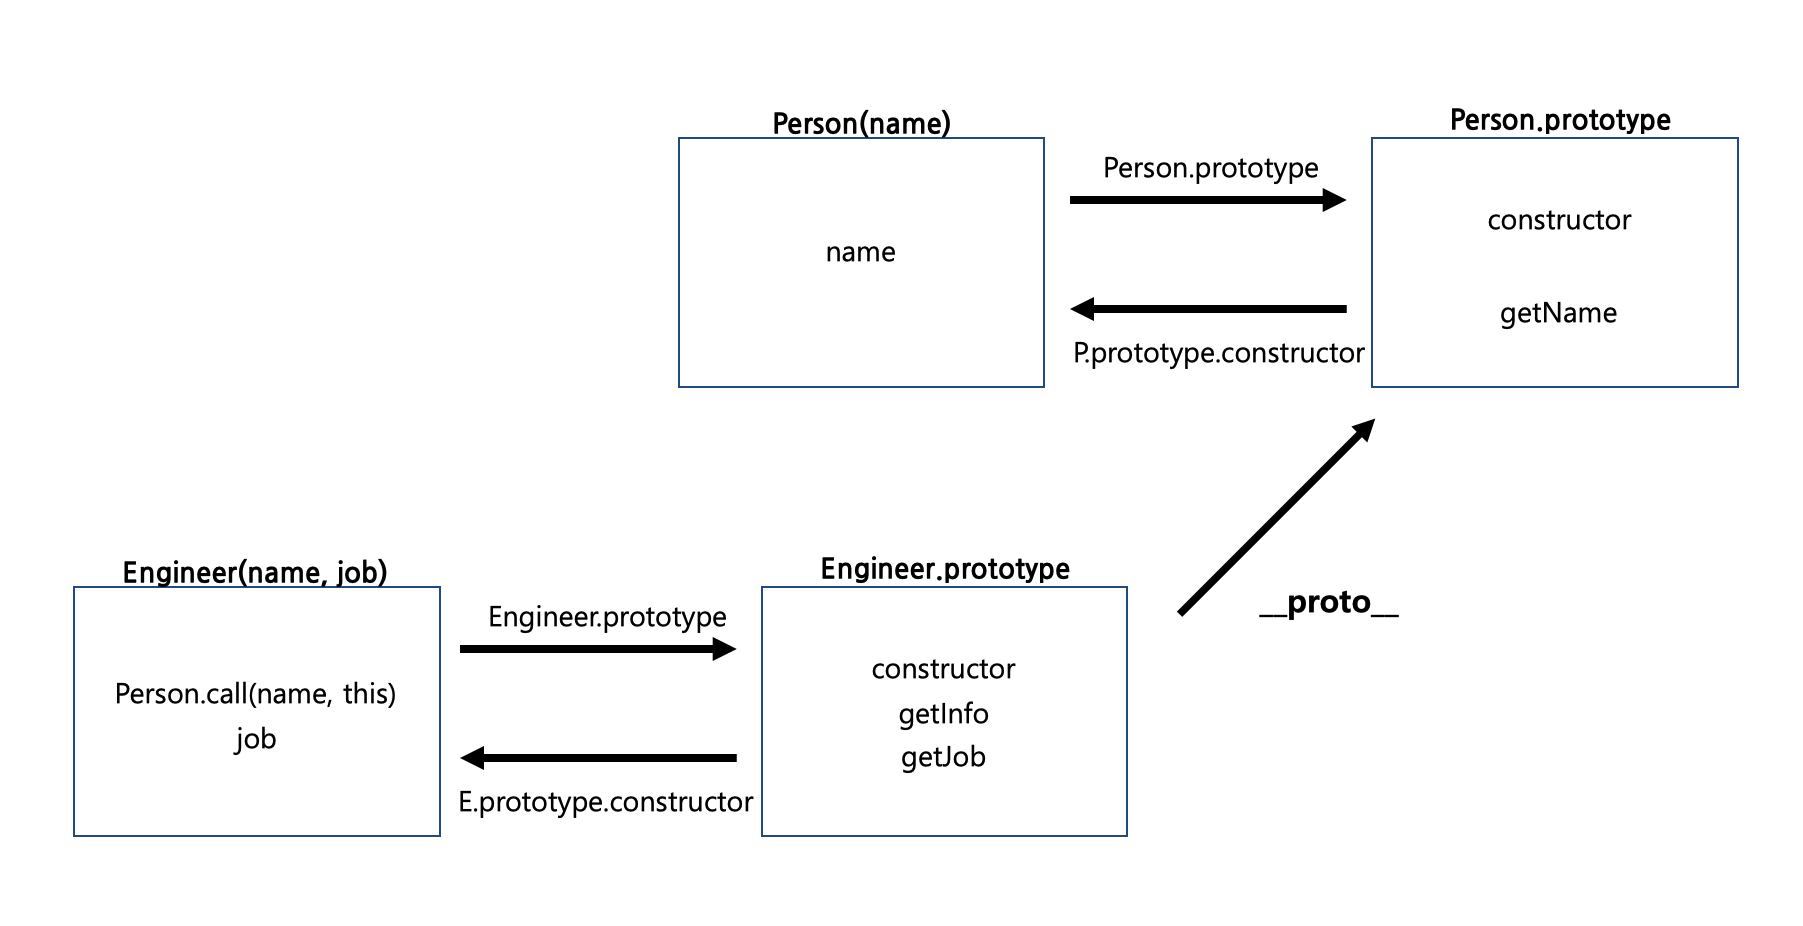 Person(name)
name
Person.prototype
P.prototype.constructor
Person.prototype
constructor
getName
__proto__
Engineer(name, job)
Person.call(name, this)
job
Engineer.prototype
E.prototype.constructor
Engineer.prototype
constructor
getInfo
getJob